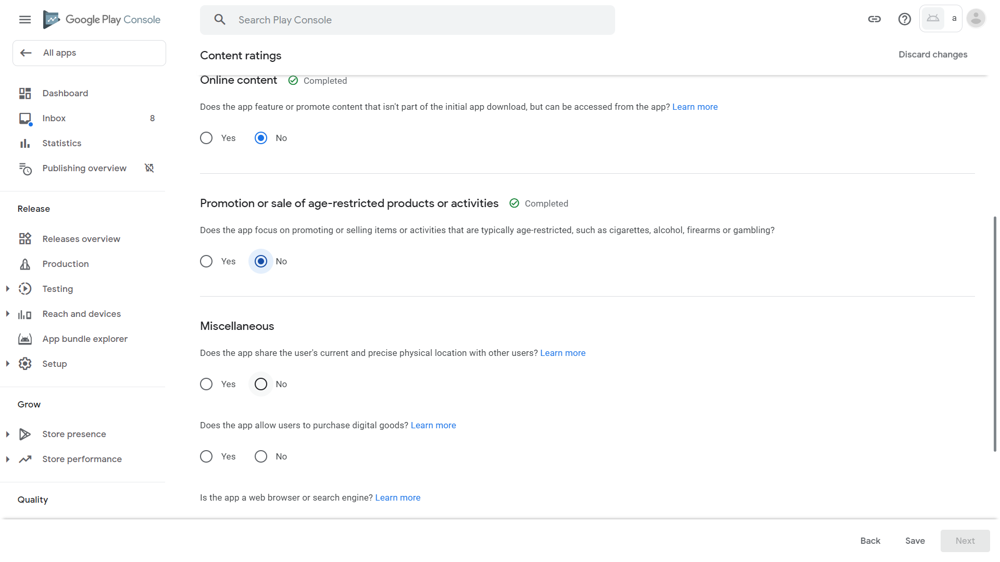 Google Play Console
Search Play Console
a
All apps
Content ratings
Discard changes
Online content
Completed
Does the app feature or promote content that isn't part of the initial app download, but can be accessed from the app? Learn more
Yes
No
Promotion or sale of age-restricted products or activities
Completed
Does the app focus on promoting or selling items or activities that are typically age-restricted, such as cigarettes, alcohol, firearms or gambling?
Yes
No
Miscellaneous
Does the app share the user's current and precise physical location with other users? Learn more
Yes
No
Does the app allow users to purchase digital goods? Learn more
Yes
No
Is the app a web browser or search engine? Learn more
Dashboard
Inbox
8
Statistics
Publishing overview
Release
Releases overview
Production
Testing
Reach and devices
App bundle explorer
Setup
Grow
Store presence
Store performance
Quality
Back
Save
Next